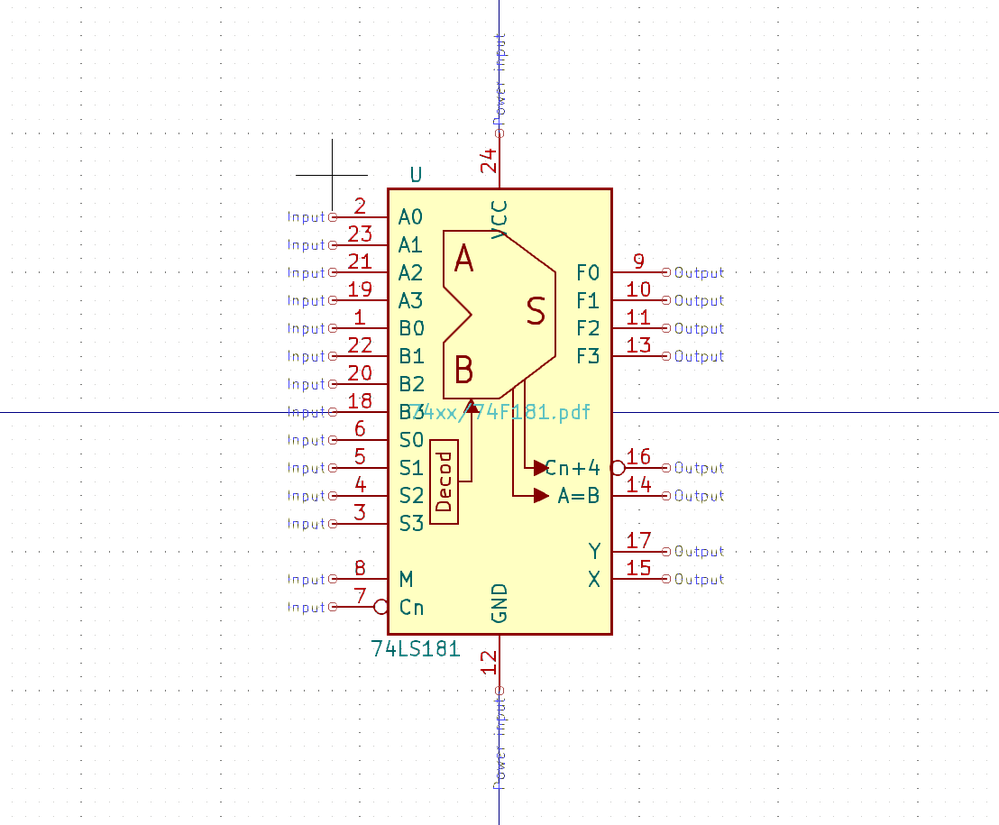 Power input
24
U
VCC
Input 2 A0
Input 23 A1
A
Input 21 A2
F0 9 Output
Input 19 A3
S
F1 10 Output
Input 1 B0
F2 11 Output
Input 22 B1
F3 13 Output
B
Input 20 B2
Input 18 B3
74xx/74F181.pdf
Input 6 S0
Input 5 S1
Decod
Cn+4 16 Output
Input 4 S2
A=B 14 Output
Input 3 S3
Y 17 Output
Input 8 M
X 15 Output
Input 7 Cn
GND
74LS181
12
Power input